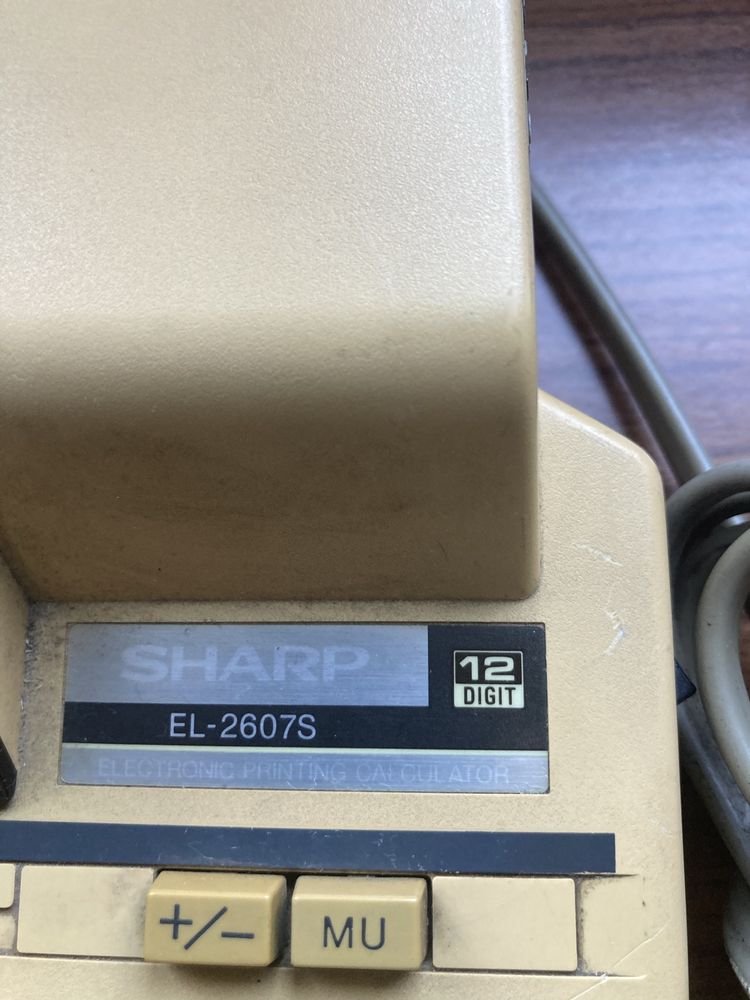 SHARP
12
DIGIT
EL-2607S
ELECTRONIC PRINTING CALCULATOR
+/− MU